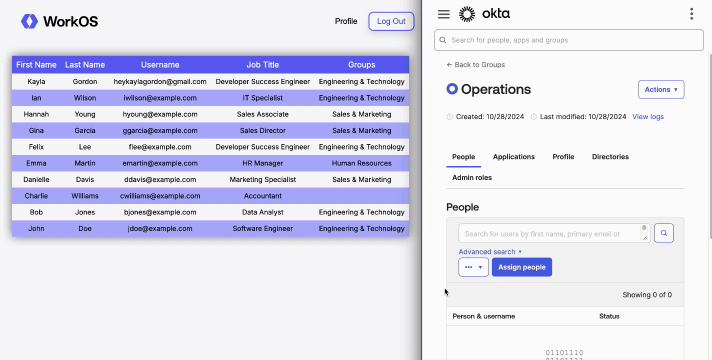 WorkOS
Profile
Log Out
First Name Last Name Username Job Title Groups
Kayla Gordon heykaylagordon@gmail.com Developer Success Engineer Engineering & Technology
Ian Wilson iwilson@example.com IT Specialist Engineering & Technology
Hannah Young hyoung@example.com Sales Associate Sales & Marketing
Gina Garcia ggarcia@example.com Sales Director Sales & Marketing
Felix Lee flee@example.com Developer Success Engineer Engineering & Technology
Emma Martin emartin@example.com HR Manager Human Resources
Danielle Davis ddavis@example.com Marketing Specialist Sales & Marketing
Charlie Williams cwilliams@example.com Accountant
Bob Jones bjones@example.com Data Analyst Engineering & Technology
John Doe jdoe@example.com Software Engineer Engineering & Technology
okta
Search for people, apps and groups
← Back to Groups
Operations
Actions
Created: 10/28/2024 Last modified: 10/28/2024 View logs
People Applications Profile Directories
Admin roles
People
Search for users by first name, primary email or
Advanced search
Assign people
Showing 0 of 0
Person & username Status
01101110